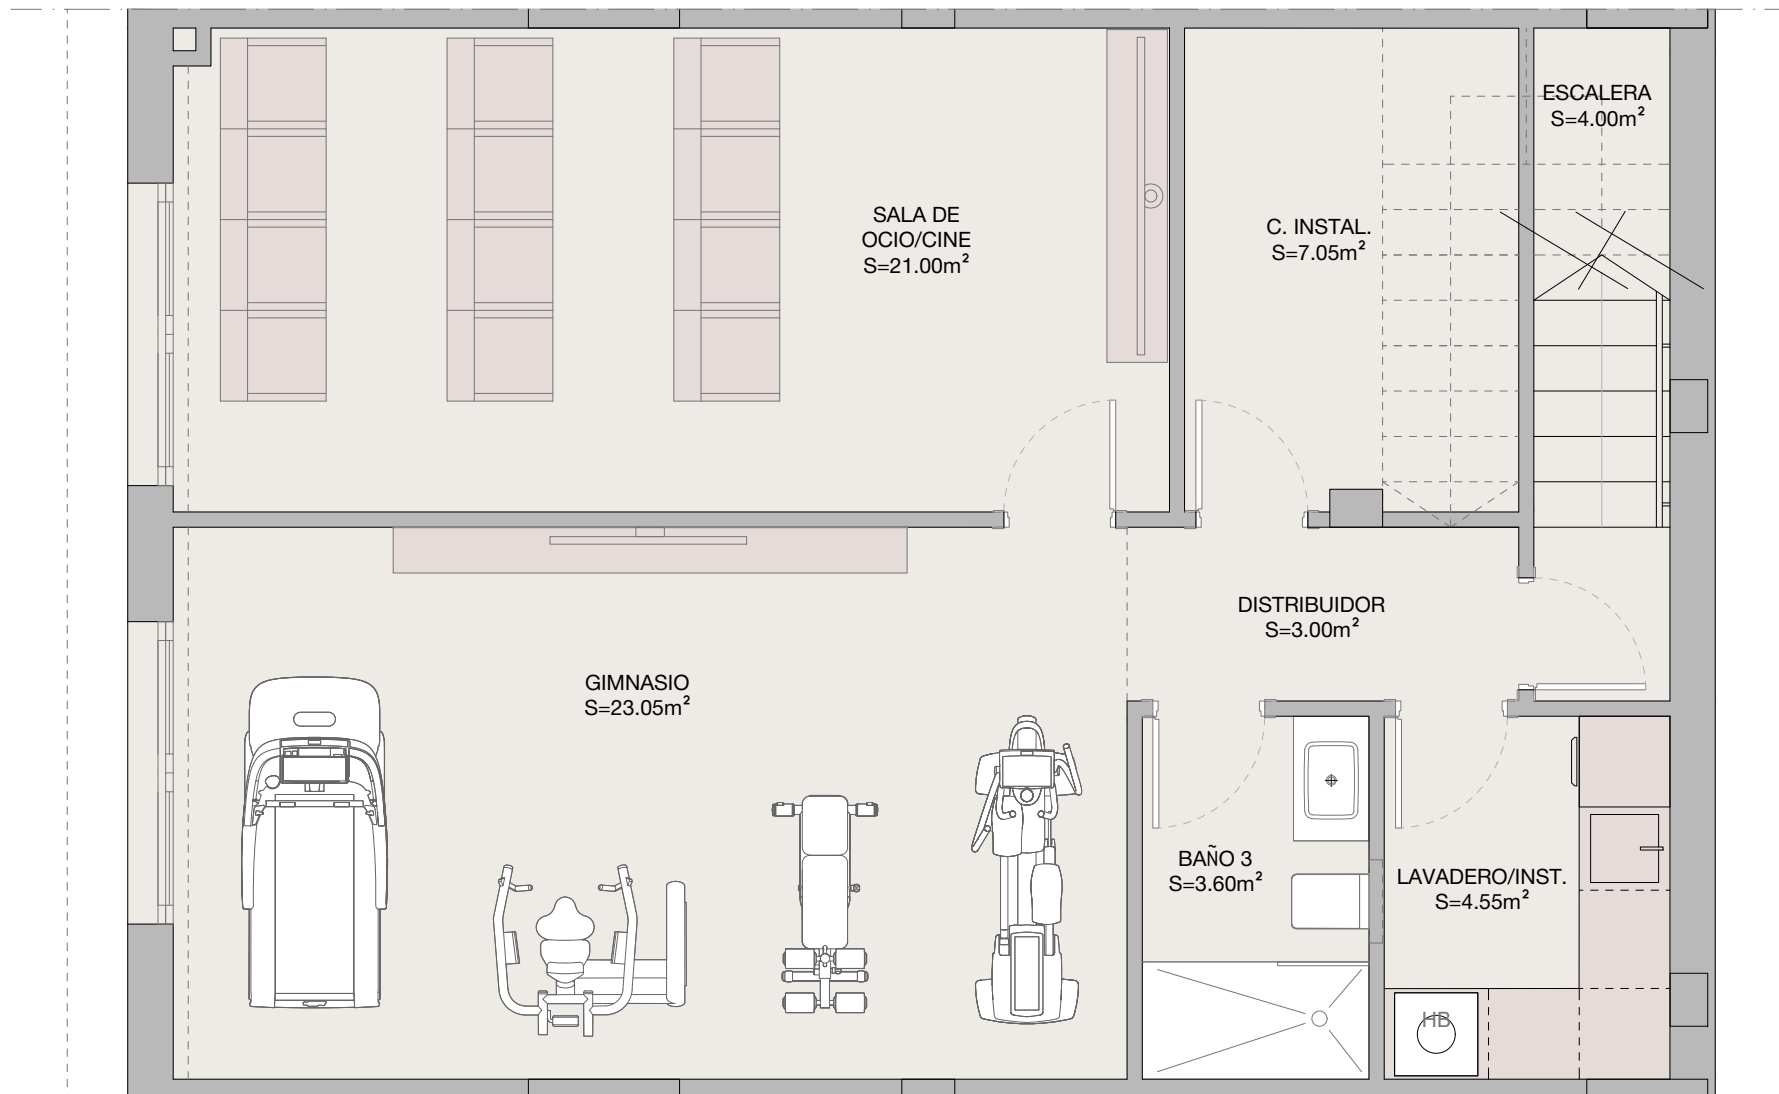 ESCALERA
S=4.00m²
SALA DE
OCIO/CINE
S=21.00m²
C. INSTAL.
S=7.05m²
DISTRIBUIDOR
S=3.00m²
GIMNASIO
S=23.05m²
BAÑO 3
S=3.60m²
LAVADERO/INST.
S=4.55m²
HB